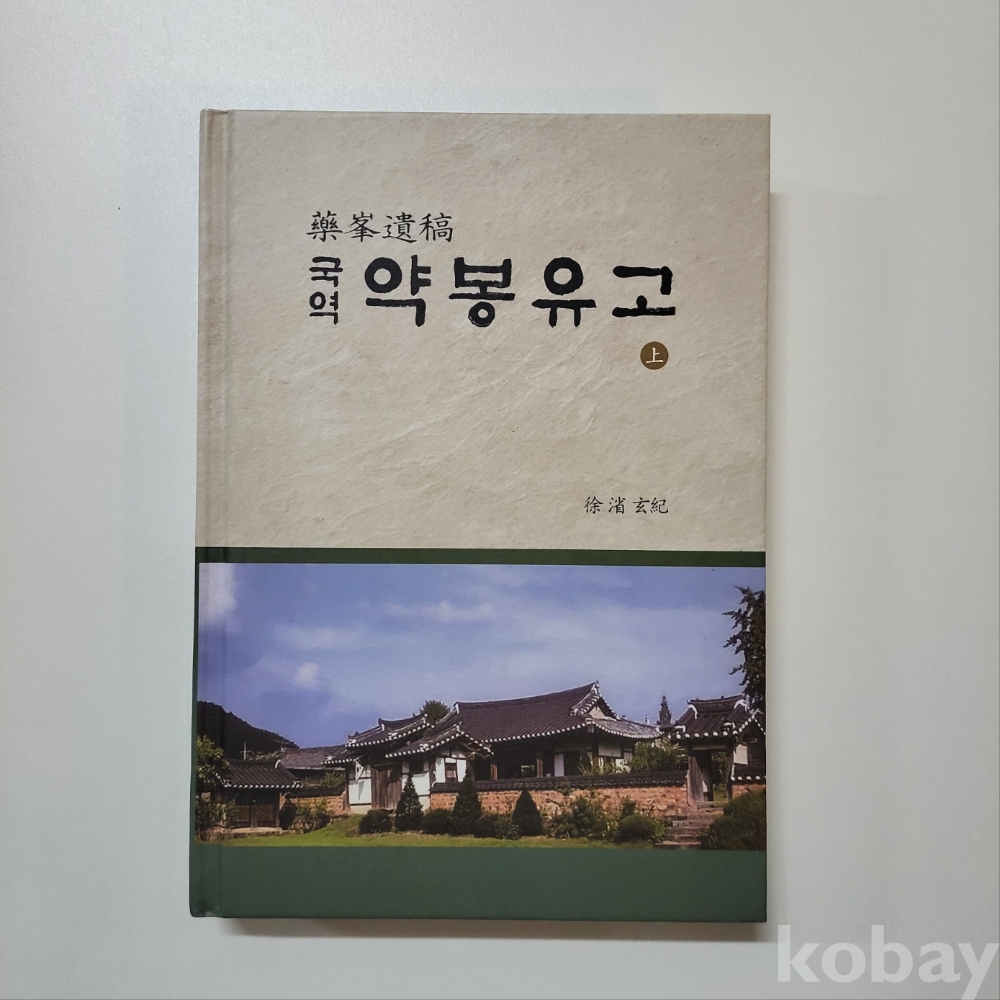 藥峯遺稿
국역 약봉유고
上
徐 渻 玄紀
kobay